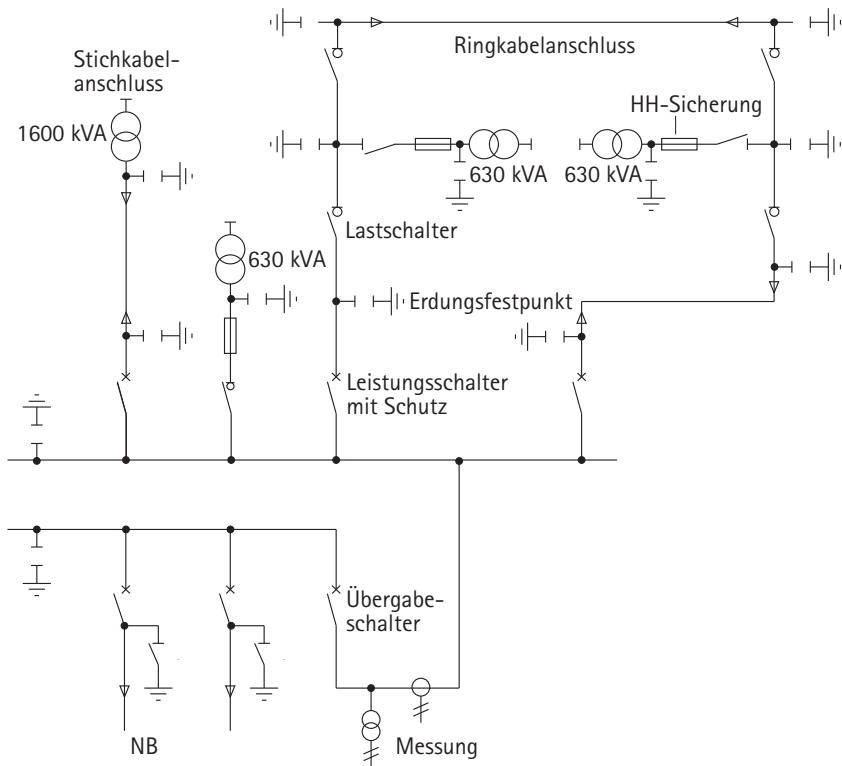 Ringkabelanschluss
Stichkabel-
anschluss
1600 kVA
HH-Sicherung
630 kVA
630 kVA
Lastschalter
630 kVA
Erdungsfestpunkt
Leistungsschalter
mit Schutz
Übergabe-
schalter
NB
Messung